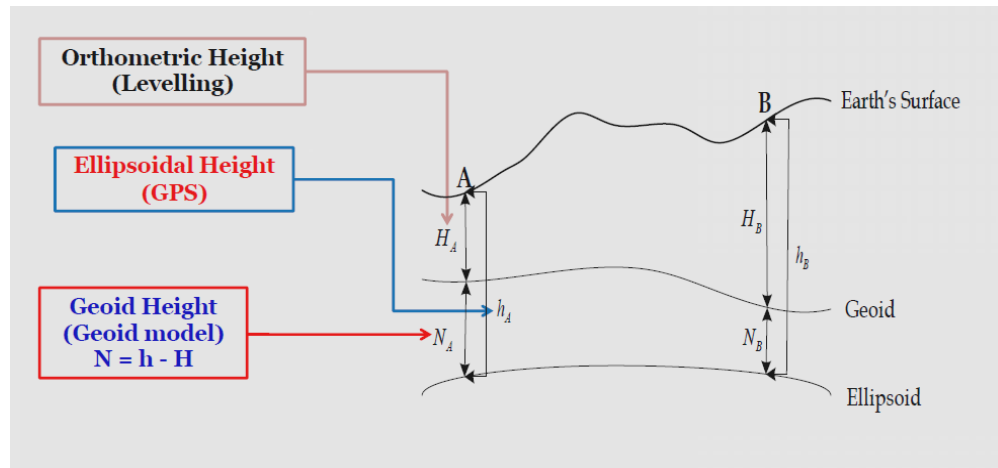 Orthometric Height
(Levelling)
Ellipsoidal Height
(GPS)
Geoid Height
(Geoid model)
N = h - H
A
B
Earth's Surface
H_A
H_B
h_B
h_A
N_A
N_B
Geoid
Ellipsoid